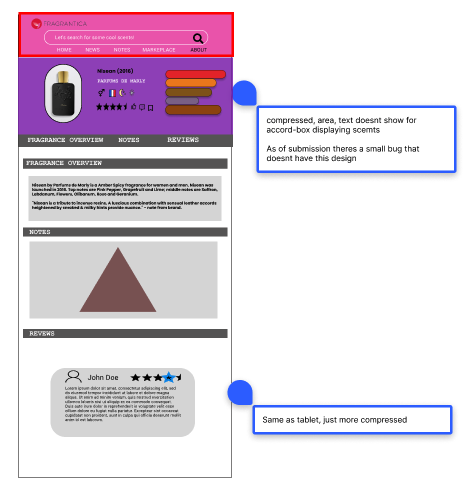 FRAGRANTICA
Let's search for some cool scents!
HOME NEWS NOTES MARKEPLACE ABOUT
Nisean (2016)
PARFUMS DE MARLY
FRAGRANCE OVERVIEW NOTES REVIEWS
FRAGRANCE OVERVIEW
Nisean by Parfums de Marly is a Amber Spicy fragrance for women and men. Nisean was
launched in 2016. Top notes are Pink Pepper, Grapefruit and Lime; middle notes are Saffron,
Labdanum, Flowers, Olibanum, Rose and Geranium.
"Nisean is a tribute to incense resins. A luscious combination with sensual leather accords
heightened by smoked & milky hints provide nuance." - note from brand.
NOTES
REVEWS
John Doe
Lorem ipsum dolor sit amet, consectetur adipiscing elit, sed
do eiusmod tempor incididunt ut labore et dolore magna
aliqua. Ut enim ad minim veniam, quis nostrud exercitation
ullamco laboris nisi ut aliquip ex ea commodo consequat.
Duis aute irure dolor in reprehenderit in voluptate velit esse
cillum dolore eu fugiat nulla pariatur. Excepteur sint occaecat
cupidatat non proident, sunt in culpa qui officia deserunt mollit
anim id est laborum.
compressed, area, text doesnt show for
accord-box displaying scemts
As of submission theres a small bug that
doesnt have this design
Same as tablet, just more compressed